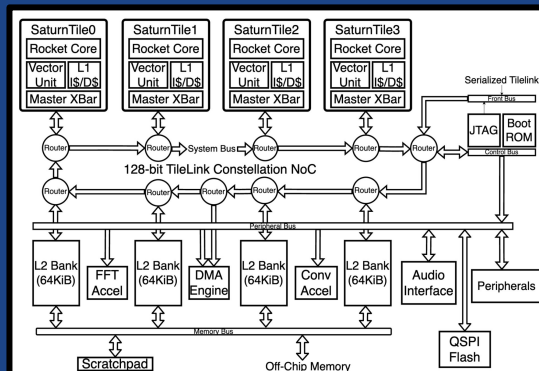 SaturnTile0
Rocket Core
Vector Unit
L1 I$/D$
Master XBar
SaturnTile1
Rocket Core
Vector Unit
L1 I$/D$
Master XBar
SaturnTile2
Rocket Core
Vector Unit
L1 I$/D$
Master XBar
SaturnTile3
Rocket Core
Vector Unit
L1 I$/D$
Master XBar
Serialized Tilelink
Front Bus
JTAG
Boot ROM
Control Bus
Router
Router
System Bus
Router
Router
Router
128-bit TileLink Constellation NoC
Router
Router
Router
Router
Router
Peripheral Bus
L2 Bank
(64KiB)
FFT
Accel
L2 Bank
(64KiB)
DMA
Engine
L2 Bank
(64KiB)
Conv
Accel
L2 Bank
(64KiB)
Audio
Interface
Peripherals
Memory Bus
QSPI
Flash
Scratchpad
Off-Chip Memory